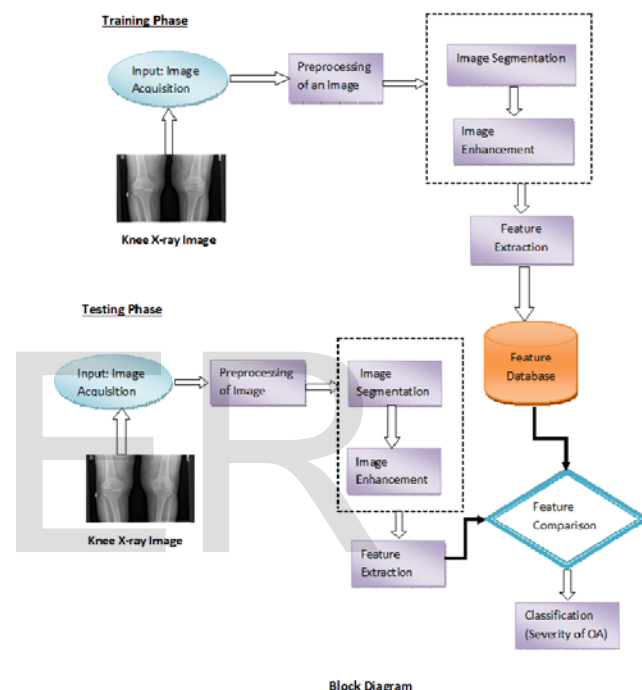 Training Phase
Input: Image
Acquisition
Preprocessing
of an Image
Image Segmentation
Image
Enhancement
Knee X-ray Image
Feature
Extraction
Testing Phase
Input: Image
Acquisition
Preprocessing
of Image
Image
Segmentation
Image
Enhancement
Feature
Database
Knee X-ray Image
Feature
Extraction
Feature
Comparison
Classification
(Severity of OA)
Block Diagram
ER